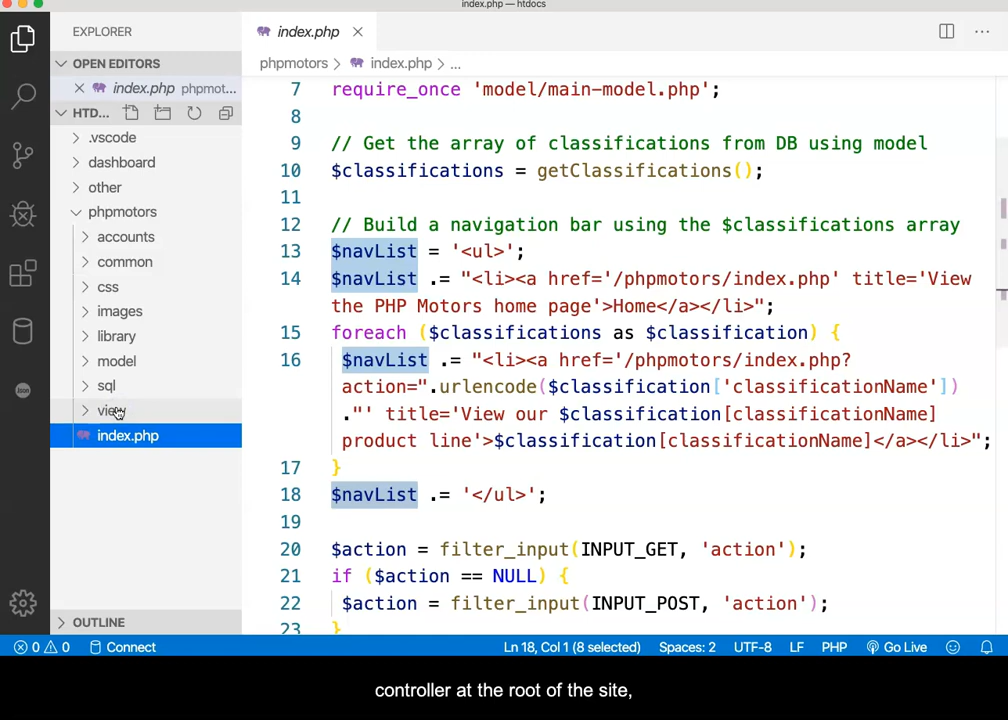 index.php — htdocs
EXPLORER
OPEN EDITORS
index.php phpmot...
HTD...
.vscode
dashboard
other
phpmotors
accounts
common
css
images
library
model
sql
view
index.php
OUTLINE
index.php
phpmotors > index.php > ...
7 require_once 'model/main-model.php';
8
9 // Get the array of classifications from DB using model
10 $classifications = getClassifications();
11
12 // Build a navigation bar using the $classifications array
13 $navList = '<ul>';
14 $navList .= "<li><a href='/phpmotors/index.php' title='View
the PHP Motors home page'>Home</a></li>";
15 foreach ($classifications as $classification) {
16 $navList .= "<li><a href='/phpmotors/index.php?
action=".urlencode($classification['classificationName'])
."' title='View our $classification[classificationName]
product line'>$classification[classificationName]</a></li>";
17 }
18 $navList .= '</ul>';
19
20 $action = filter_input(INPUT_GET, 'action');
21 if ($action == NULL) {
22 $action = filter_input(INPUT_POST, 'action');
23 }
0 0 Connect Ln 18, Col 1 (8 selected) Spaces: 2 UTF-8 LF PHP Go Live
controller at the root of the site,